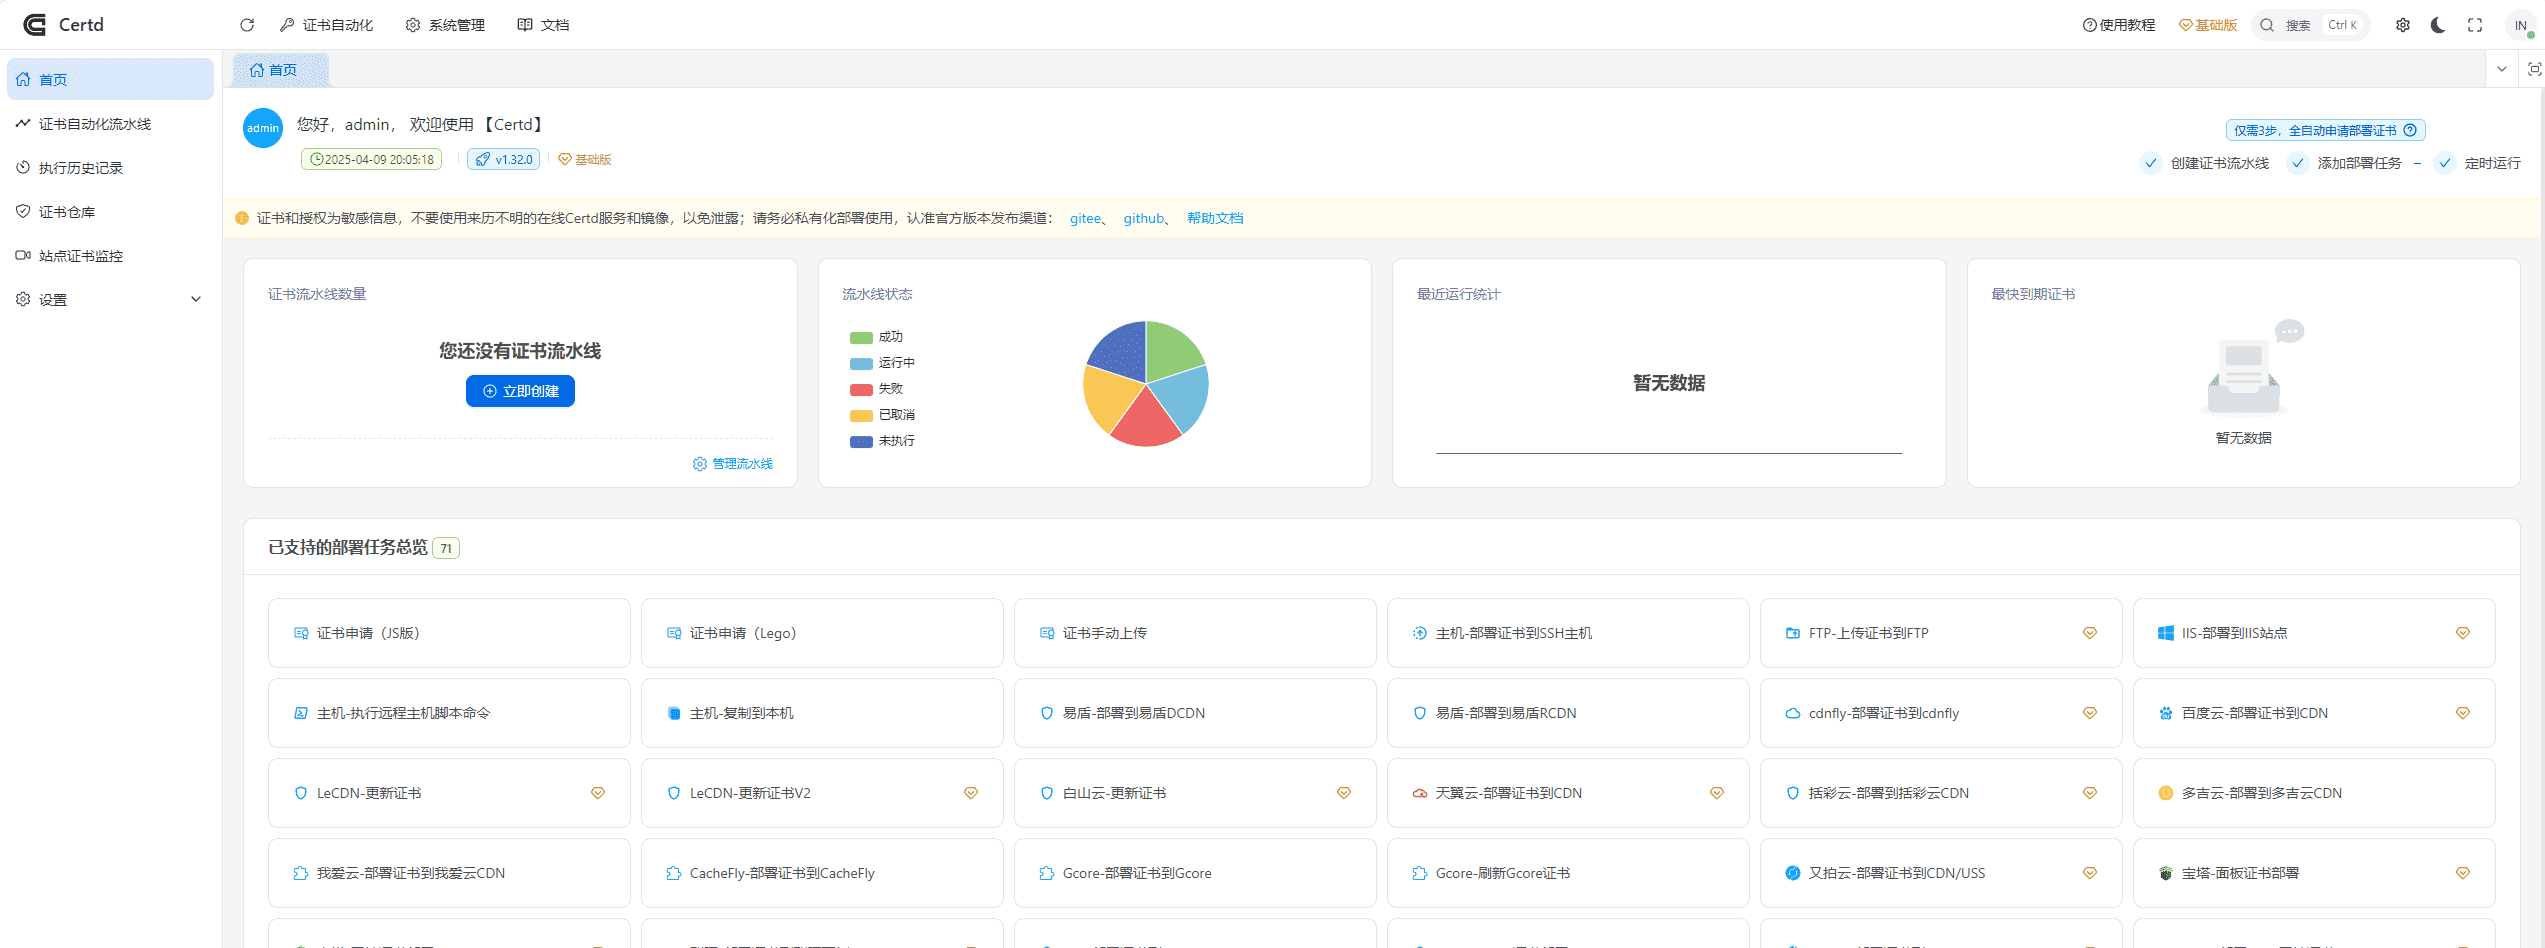 Certd
证书自动化
系统管理
文档
使用教程
基础版
搜索
Ctrl K
IN
首页
证书自动化流水线
执行历史记录
证书仓库
站点证书监控
设置
首页
admin
您好，admin， 欢迎使用 【Certd】
2025-04-09 20:05:18
v1.32.0
基础版
仅需3步，全自动申请部署证书
创建证书流水线
添加部署任务
定时运行
证书和授权为敏感信息，不要使用来历不明的在线Certd服务和镜像，以免泄露；请务必私有化部署使用，认准官方版本发布渠道： gitee、 github、 帮助文档
证书流水线数量
您还没有证书流水线
立即创建
管理流水线
流水线状态
成功
运行中
失败
已取消
未执行
最近运行统计
暂无数据
最快到期证书
暂无数据
已支持的部署任务总览 71
证书申请（JS版）
证书申请（Lego）
证书手动上传
主机-部署证书到SSH主机
FTP-上传证书到FTP
IIS-部署到IIS站点
主机-执行远程主机脚本命令
主机-复制到本机
易盾-部署到易盾DCDN
易盾-部署到易盾RCDN
cdnfly-部署证书到cdnfly
百度云-部署证书到CDN
LeCDN-更新证书
LeCDN-更新证书V2
白山云-更新证书
天翼云-部署证书到CDN
括彩云-部署到括彩云CDN
多吉云-部署到多吉云CDN
我爱云-部署证书到我爱云CDN
CacheFly-部署证书到CacheFly
Gcore-部署证书到Gcore
Gcore-刷新Gcore证书
又拍云-部署证书到CDN/USS
宝塔-面板证书部署